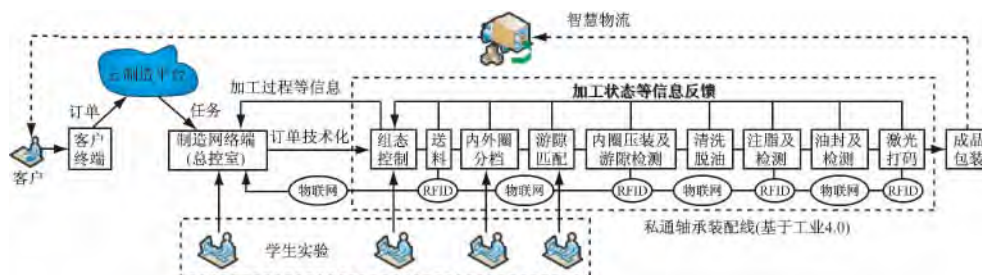 智慧物流
云制造平台
订单
任务
加工过程等信息
加工状态等信息反馈
客户
客户
终端
制造网络端
(总控室)
订单技术化
组态
控制
送
料
内外圈
分档
游隙
匹配
内圈压装及
游隙检测
清洗
脱油
注脂及
检测
油封及
检测
激光
打码
成品
包装
物联网
RFID
物联网
RFID
物联网
RFID
物联网
RFID
私通轴承装配线(基于工业4.0)
学生实验